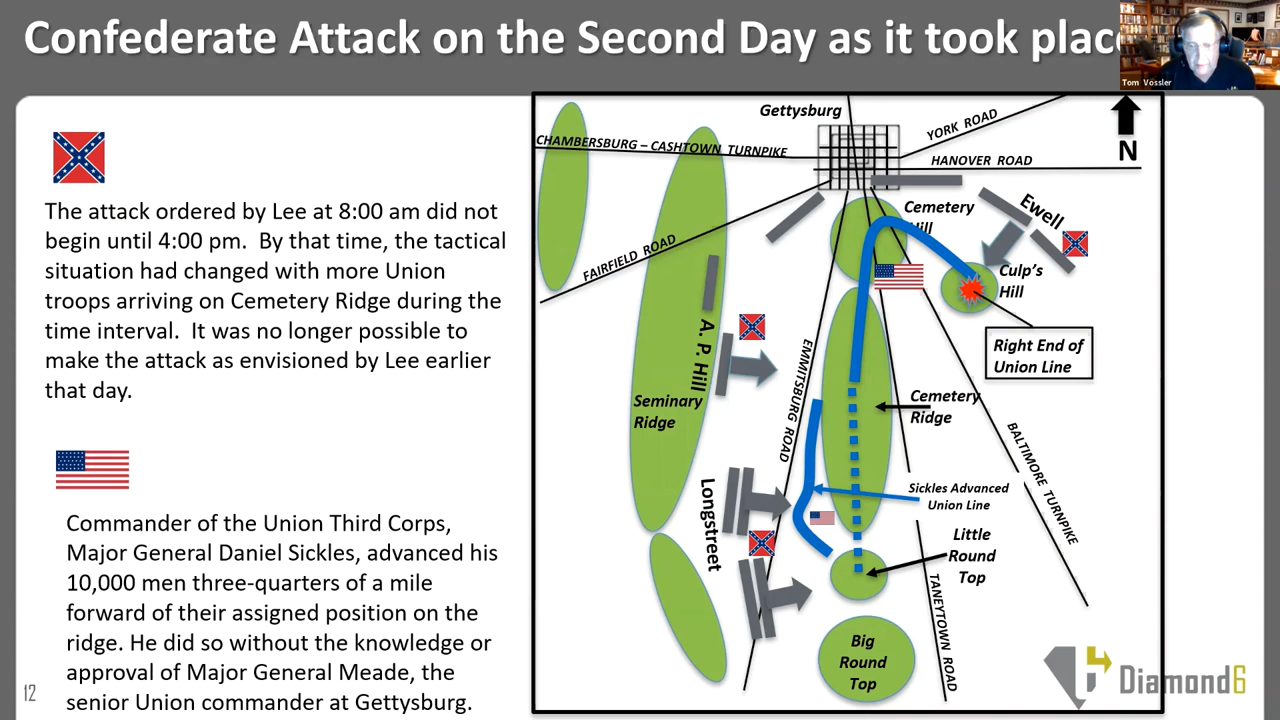 Confederate Attack on the Second Day as it took place
Tom Vossler
The attack ordered by Lee at 8:00 am did not
begin until 4:00 pm. By that time, the tactical
situation had changed with more Union
troops arriving on Cemetery Ridge during the
time interval. It was no longer possible to
make the attack as envisioned by Lee earlier
that day.
Commander of the Union Third Corps,
Major General Daniel Sickles, advanced his
10,000 men three-quarters of a mile
forward of their assigned position on the
ridge. He did so without the knowledge or
approval of Major General Meade, the
senior Union commander at Gettysburg.
12
Gettysburg
CHAMBERSBURG – CASHTOWN TURNPIKE
YORK ROAD
HANOVER ROAD
N
FAIRFIELD ROAD
Cemetery
Hill
Ewell
Culp's
Hill
Right End of
Union Line
A. P. Hill
Seminary
Ridge
EMMITSBURG ROAD
Cemetery
Ridge
BALTIMORE TURNPIKE
Longstreet
Sickles Advanced
Union Line
Little
Round
Top
TANEYTOWN ROAD
Big
Round
Top
Diamond6